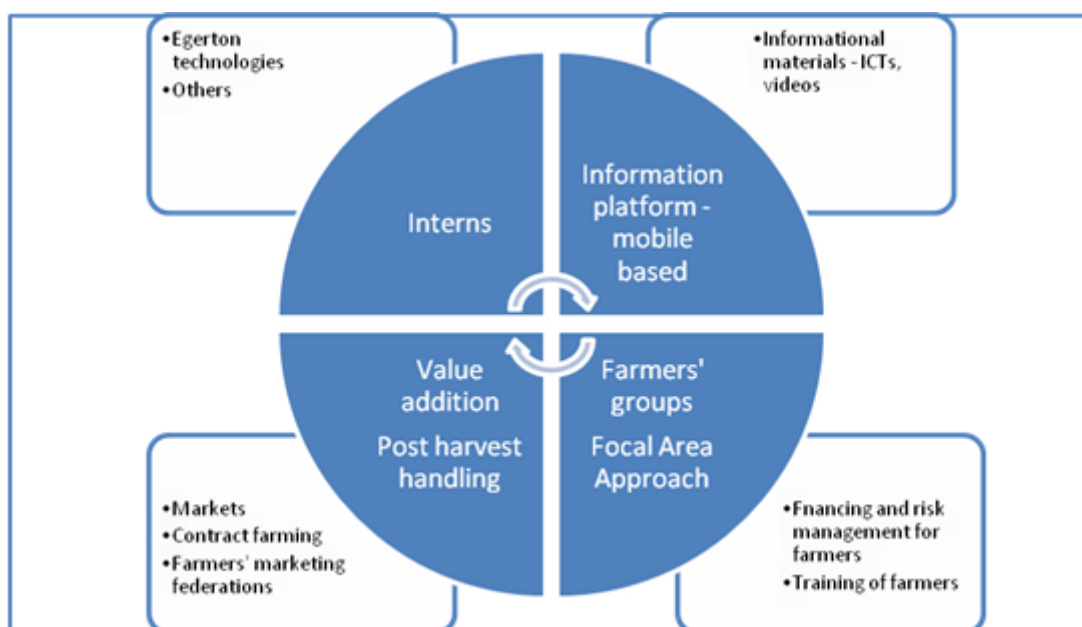 •Egerton
technologies
•Others
•Informational
materials - ICTs,
videos
Interns
Information
platform -
mobile
based
Value
addition
Post harvest
handling
Farmers'
groups
Focal Area
Approach
•Markets
•Contract farming
•Farmers' marketing
federations
•Fnancing and risk
management for
farmers
•Training of farmers